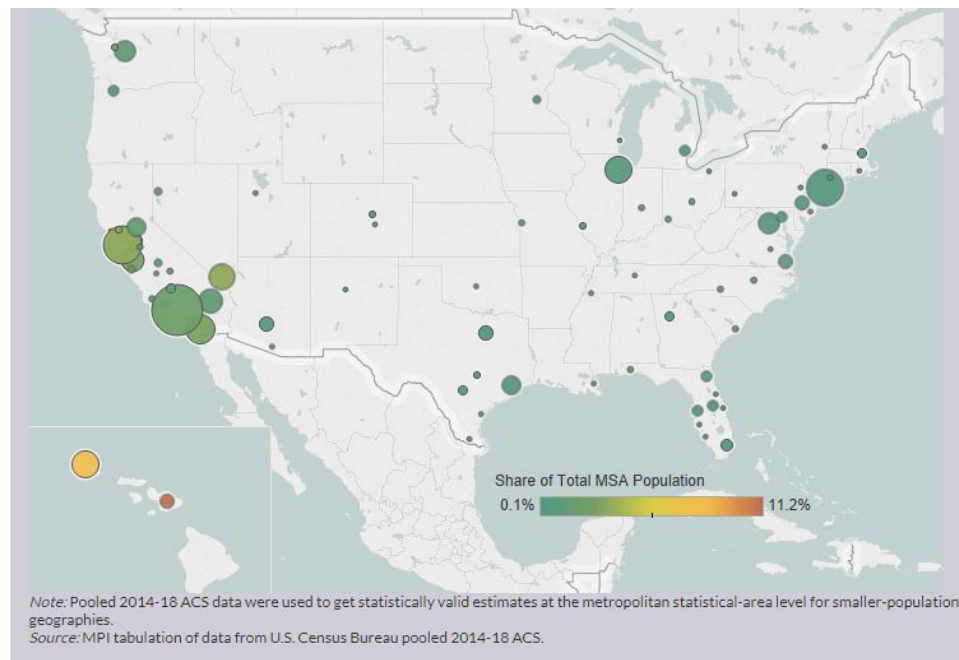 Share of Total MSA Population
0.1% 11.2%
Note: Pooled 2014-18 ACS data were used to get statistically valid estimates at the metropolitan statistical-area level for smaller-population
geographies.
Source: MPI tabulation of data from U.S. Census Bureau pooled 2014-18 ACS.